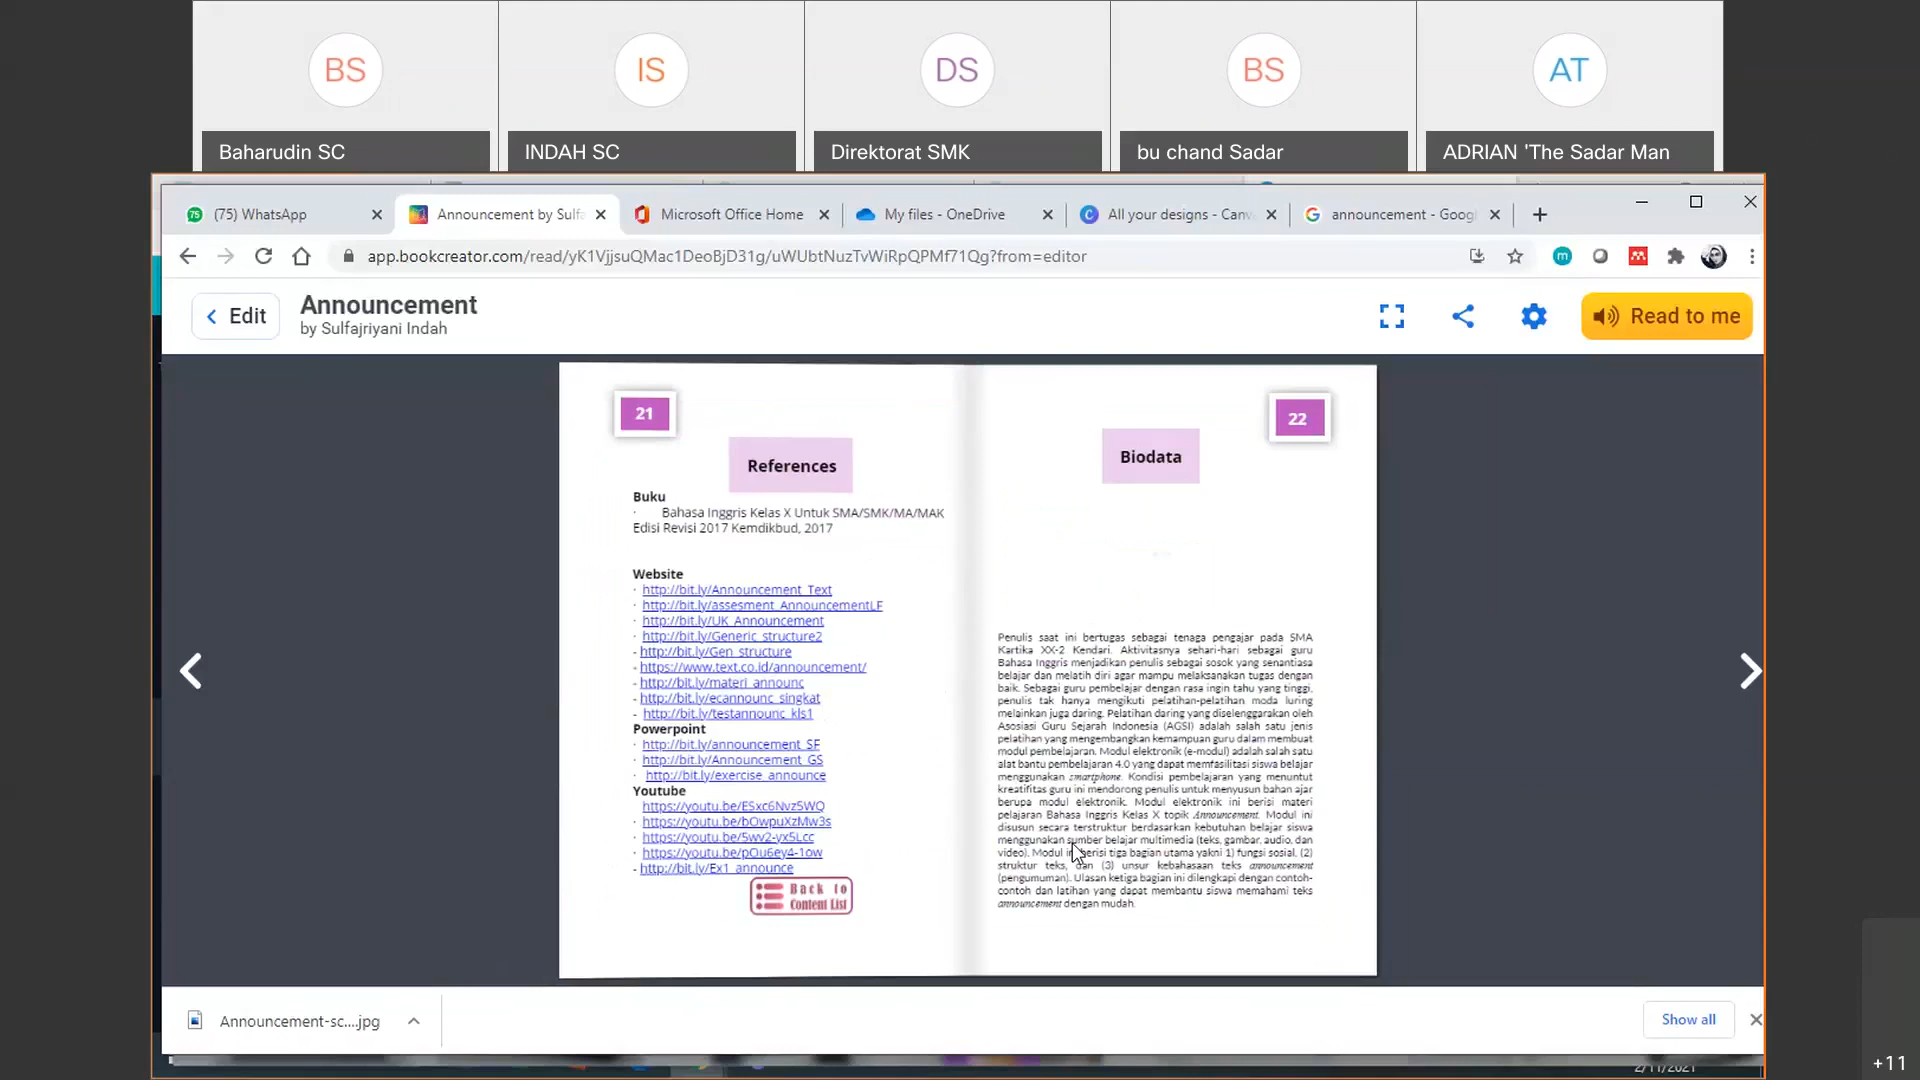 BS
IS
DS
BS
AT
Baharudin SC
INDAH SC
Direktorat SMK
bu chand Sadar
ADRIAN 'The Sadar Man
75
(75) WhatsApp
Announcement by Sulfa
Microsoft Office Home
My files - OneDrive
All your designs - Canv
announcement - Goog
app.bookcreator.com/read/yK1VjjsuQMac1DeoBjD31g/uWUbtNuzTvWiRpQPMf71Qg?from=editor
Edit
Announcement
by Sulfajriyani Indah
Read to me
21
References
Buku
· Bahasa Inggris Kelas X Untuk SMA/SMK/MA/MAK
Edisi Revisi 2017 Kemdikbud, 2017
Website
· http://bit.ly/Announcement_Text
· http://bit.ly/assesment_AnnouncementLF
· http://bit.ly/UK_Announcement
· http://bit.ly/Generic_structure2
- http://bit.ly/Gen_structure
- https://www.text.co.id/announcement/
- http://bit.ly/materi_announc
- http://bit.ly/ecannounc_singkat
- http://bit.ly/testannounc_kls1
Powerpoint
· http://bit.ly/announcement_SF
· http://bit.ly/Announcement_GS
· http://bit.ly/exercise_announce
Youtube
https://youtu.be/ESxc6Nvz5WQ
· https://youtu.be/bOwpuXzMw3s
· https://youtu.be/5wv2-yx5Lcc
· https://youtu.be/pOu6ey4-1ow
- http://bit.ly/Ex1_announce
Back to
Content List
22
Biodata
Penulis saat ini bertugas sebagai tenaga pengajar pada SMA
Kartika XX-2 Kendari. Aktivitasnya sehari-hari sebagai guru
Bahasa Inggris menjadikan penulis sebagai sosok yang senantiasa
belajar dan melatih diri agar mampu melaksanakan tugas dengan
baik. Sebagai guru pembelajar dengan rasa ingin tahu yang tinggi,
penulis tak hanya mengikuti pelatihan-pelatihan moda luring
melainkan juga daring. Pelatihan daring yang diselenggarakan oleh
Asosiasi Guru Sejarah Indonesia (AGSI) adalah salah satu jenis
pelatihan yang mengembangkan kemampuan guru dalam membuat
modul pembelajaran. Modul elektronik (e-modul) adalah salah satu
alat bantu pembelajaran 4.0 yang dapat memfasilitasi siswa belajar
menggunakan smartphone. Kondisi pembelajaran yang menuntut
kreatifitas guru ini mendorong penulis untuk menyusun bahan ajar
berupa modul elektronik. Modul elektronik ini berisi materi
pelajaran Bahasa Inggris Kelas X topik Announcement. Modul ini
disusun secara terstruktur berdasarkan kebutuhan belajar siswa
menggunakan sumber belajar multimedia (teks, gambar, audio, dan
video). Modul ini berisi tiga bagian utama yakni 1) fungsi sosial, (2)
struktur teks, dan (3) unsur kebahasaan teks announcement
(pengumuman). Ulasan ketiga bagian ini dilengkapi dengan contoh-
contoh dan latihan yang dapat membantu siswa memahami teks
announcement dengan mudah.
Announcement-sc....jpg
Show all
2/11/2021
+11